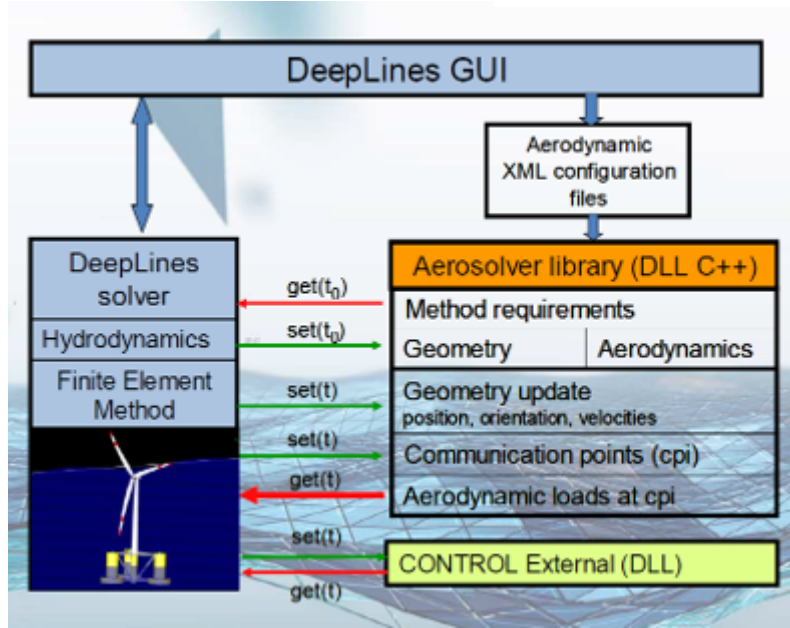 DeepLines GUI
Aerodynamic
XML configuration
files
DeepLines
solver
Hydrodynamics
Finite Element
Method
get(t0)
set(t0)
set(t)
set(t)
get(t)
set(t)
get(t)
Aerosolver library (DLL C++)
Method requirements
Geometry
Aerodynamics
Geometry update
position, orientation, velocities
Communication points (cpi)
Aerodynamic loads at cpi
CONTROL External (DLL)